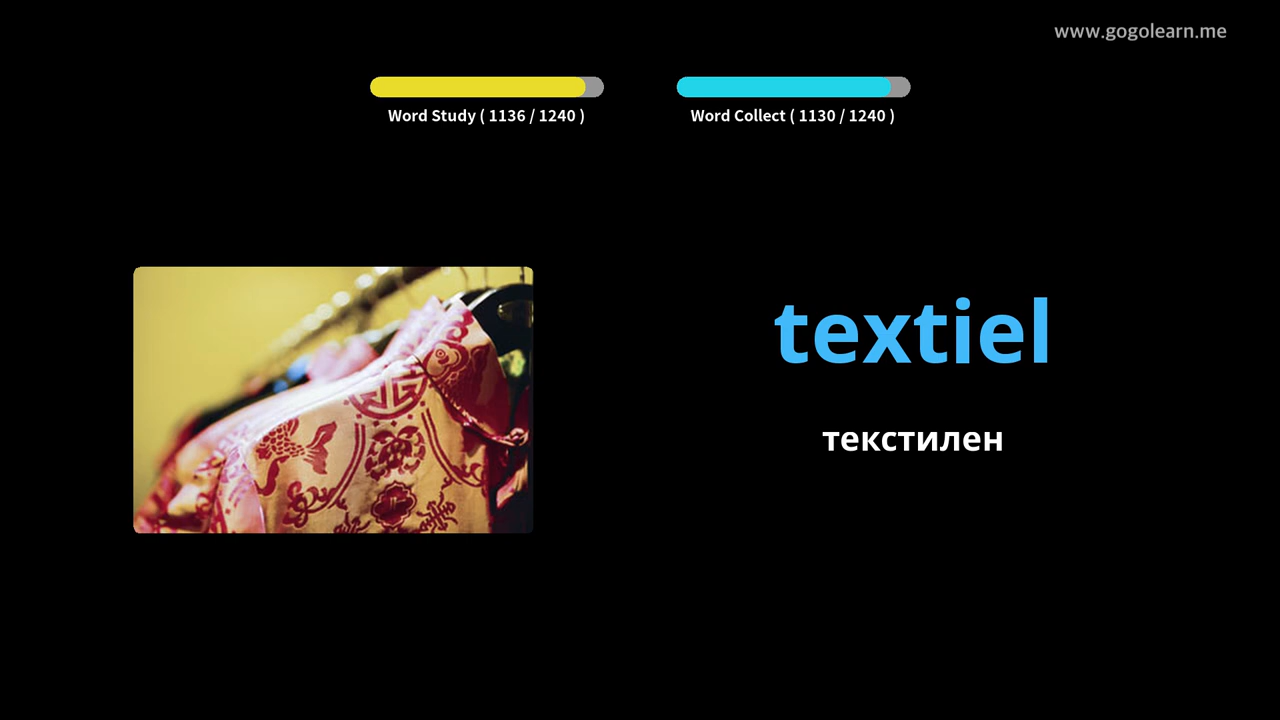 www.gogolearn.me
Word Study ( 1136 / 1240 )
Word Collect ( 1130 / 1240 )
textiel
текстилен